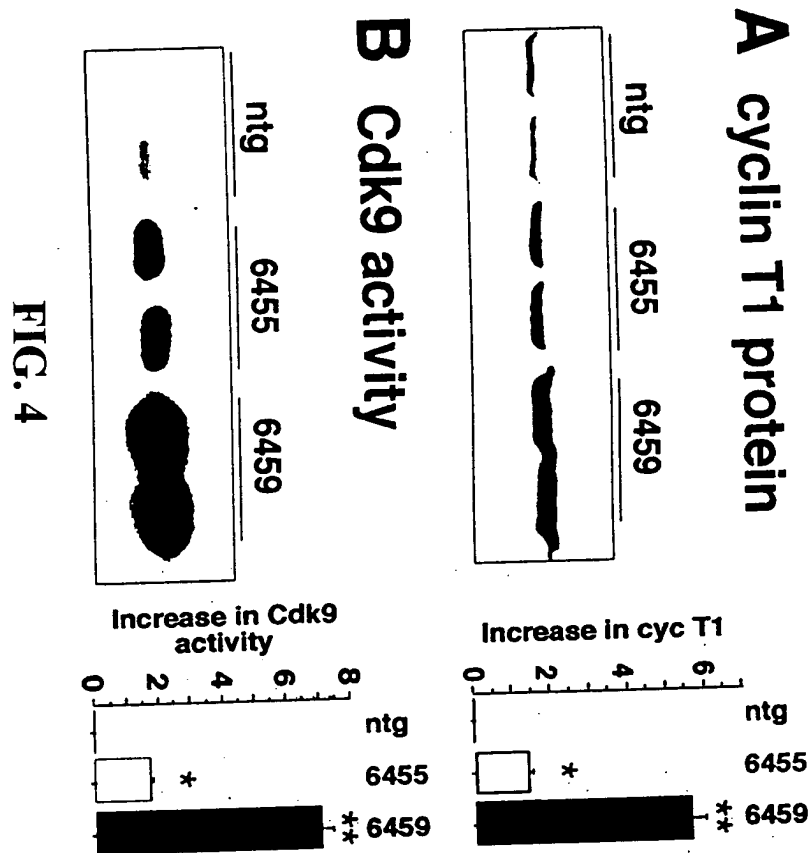 A cyclin T1 protein
ntg 6455 6459
Increase in cyc T1
0 2 4 6
ntg
6455
6459
*
**
B Cdk9 activity
ntg 6455 6459
Increase in Cdk9
activity
0 2 4 6 8
ntg
6455
6459
*
**
FIG. 4